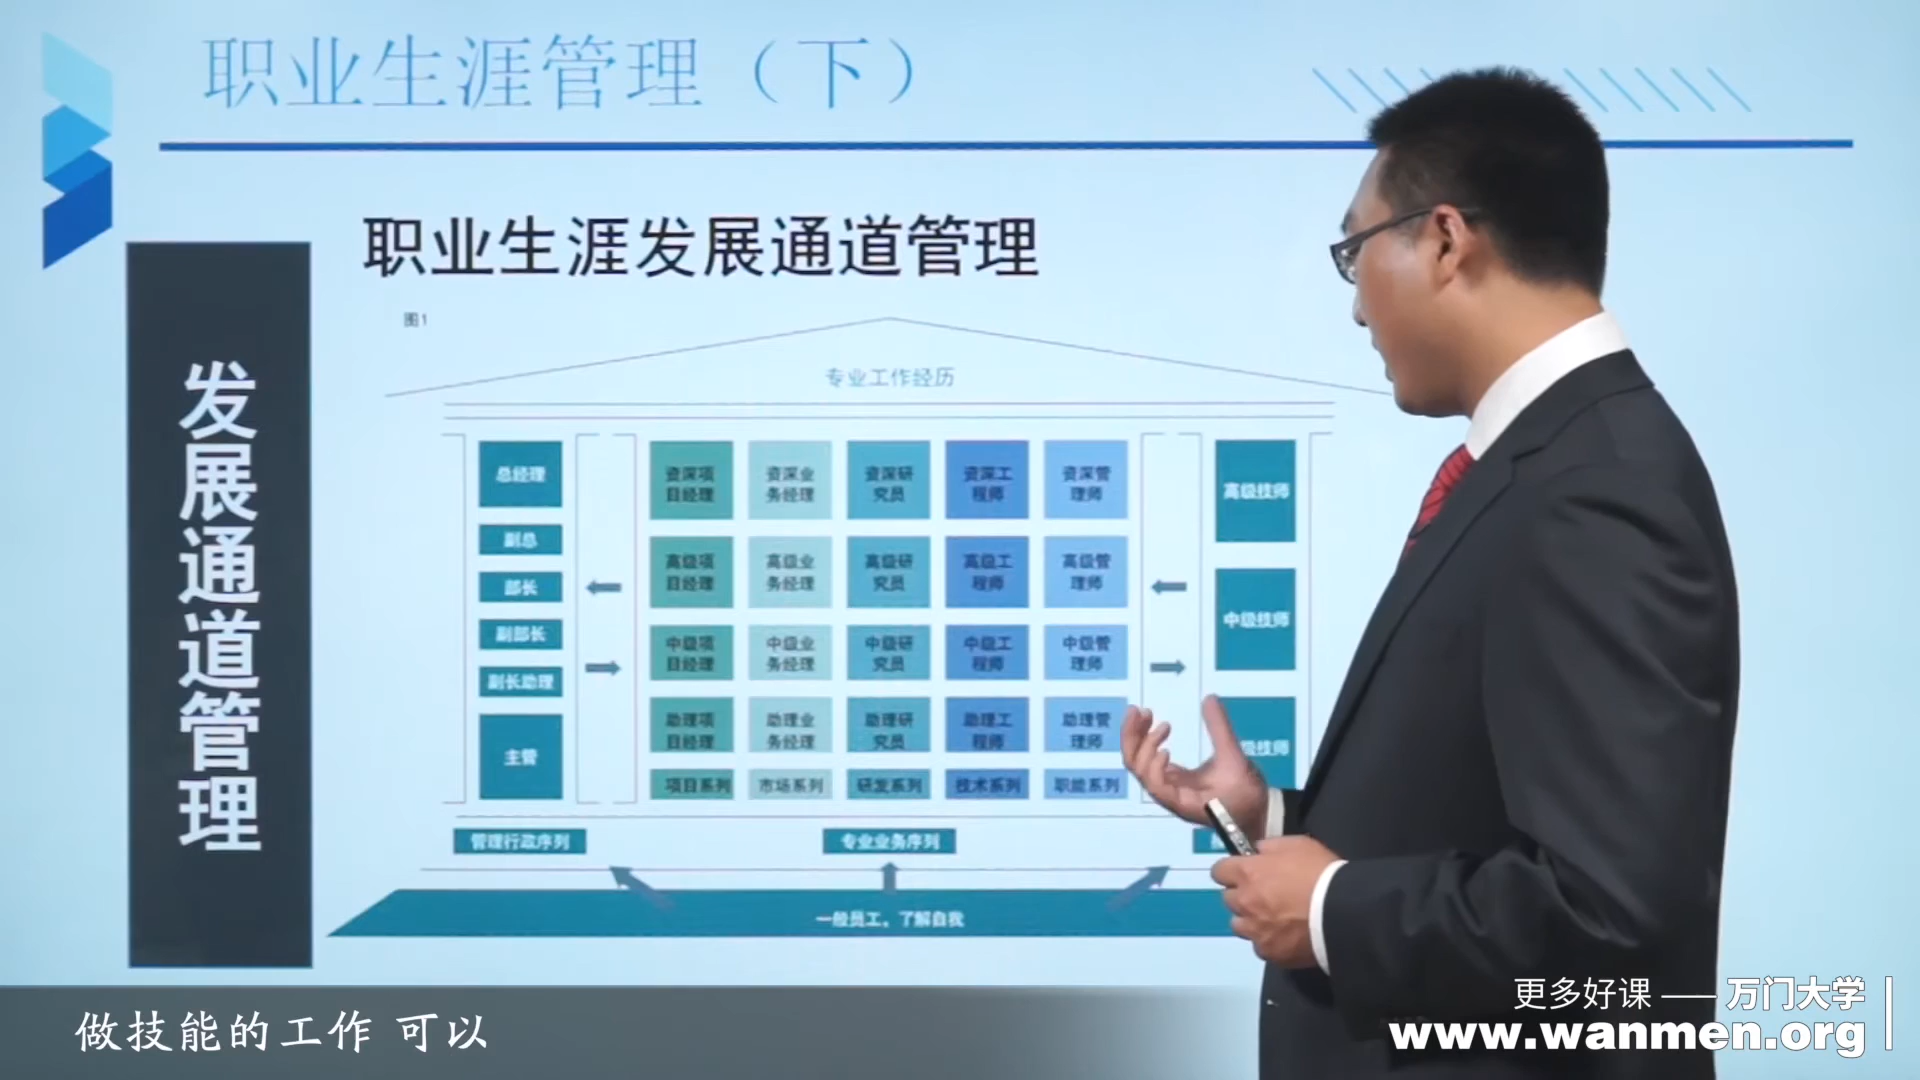 职业生涯管理（下）
职业生涯发展通道管理
发展通道管理
图1
专业工作经历
总经理
副总
部长
副部长
副长助理
主管
资深项
目经理
资深业
务经理
资深研
究员
资深工
程师
资深管
理师
高级项
目经理
高级业
务经理
高级研
究员
高级工
程师
高级管
理师
中级项
目经理
中级业
务经理
中级研
究员
中级工
程师
中级管
理师
助理项
目经理
助理业
务经理
助理研
究员
助理工
程师
助理管
理师
项目系列
市场系列
研发系列
技术系列
职能系列
高级技师
中级技师
级技师
管理行政序列
专业业务序列
一般员工，了解自我
做技能的工作 可以
更多好课 —— 万门大学
www.wanmen.org